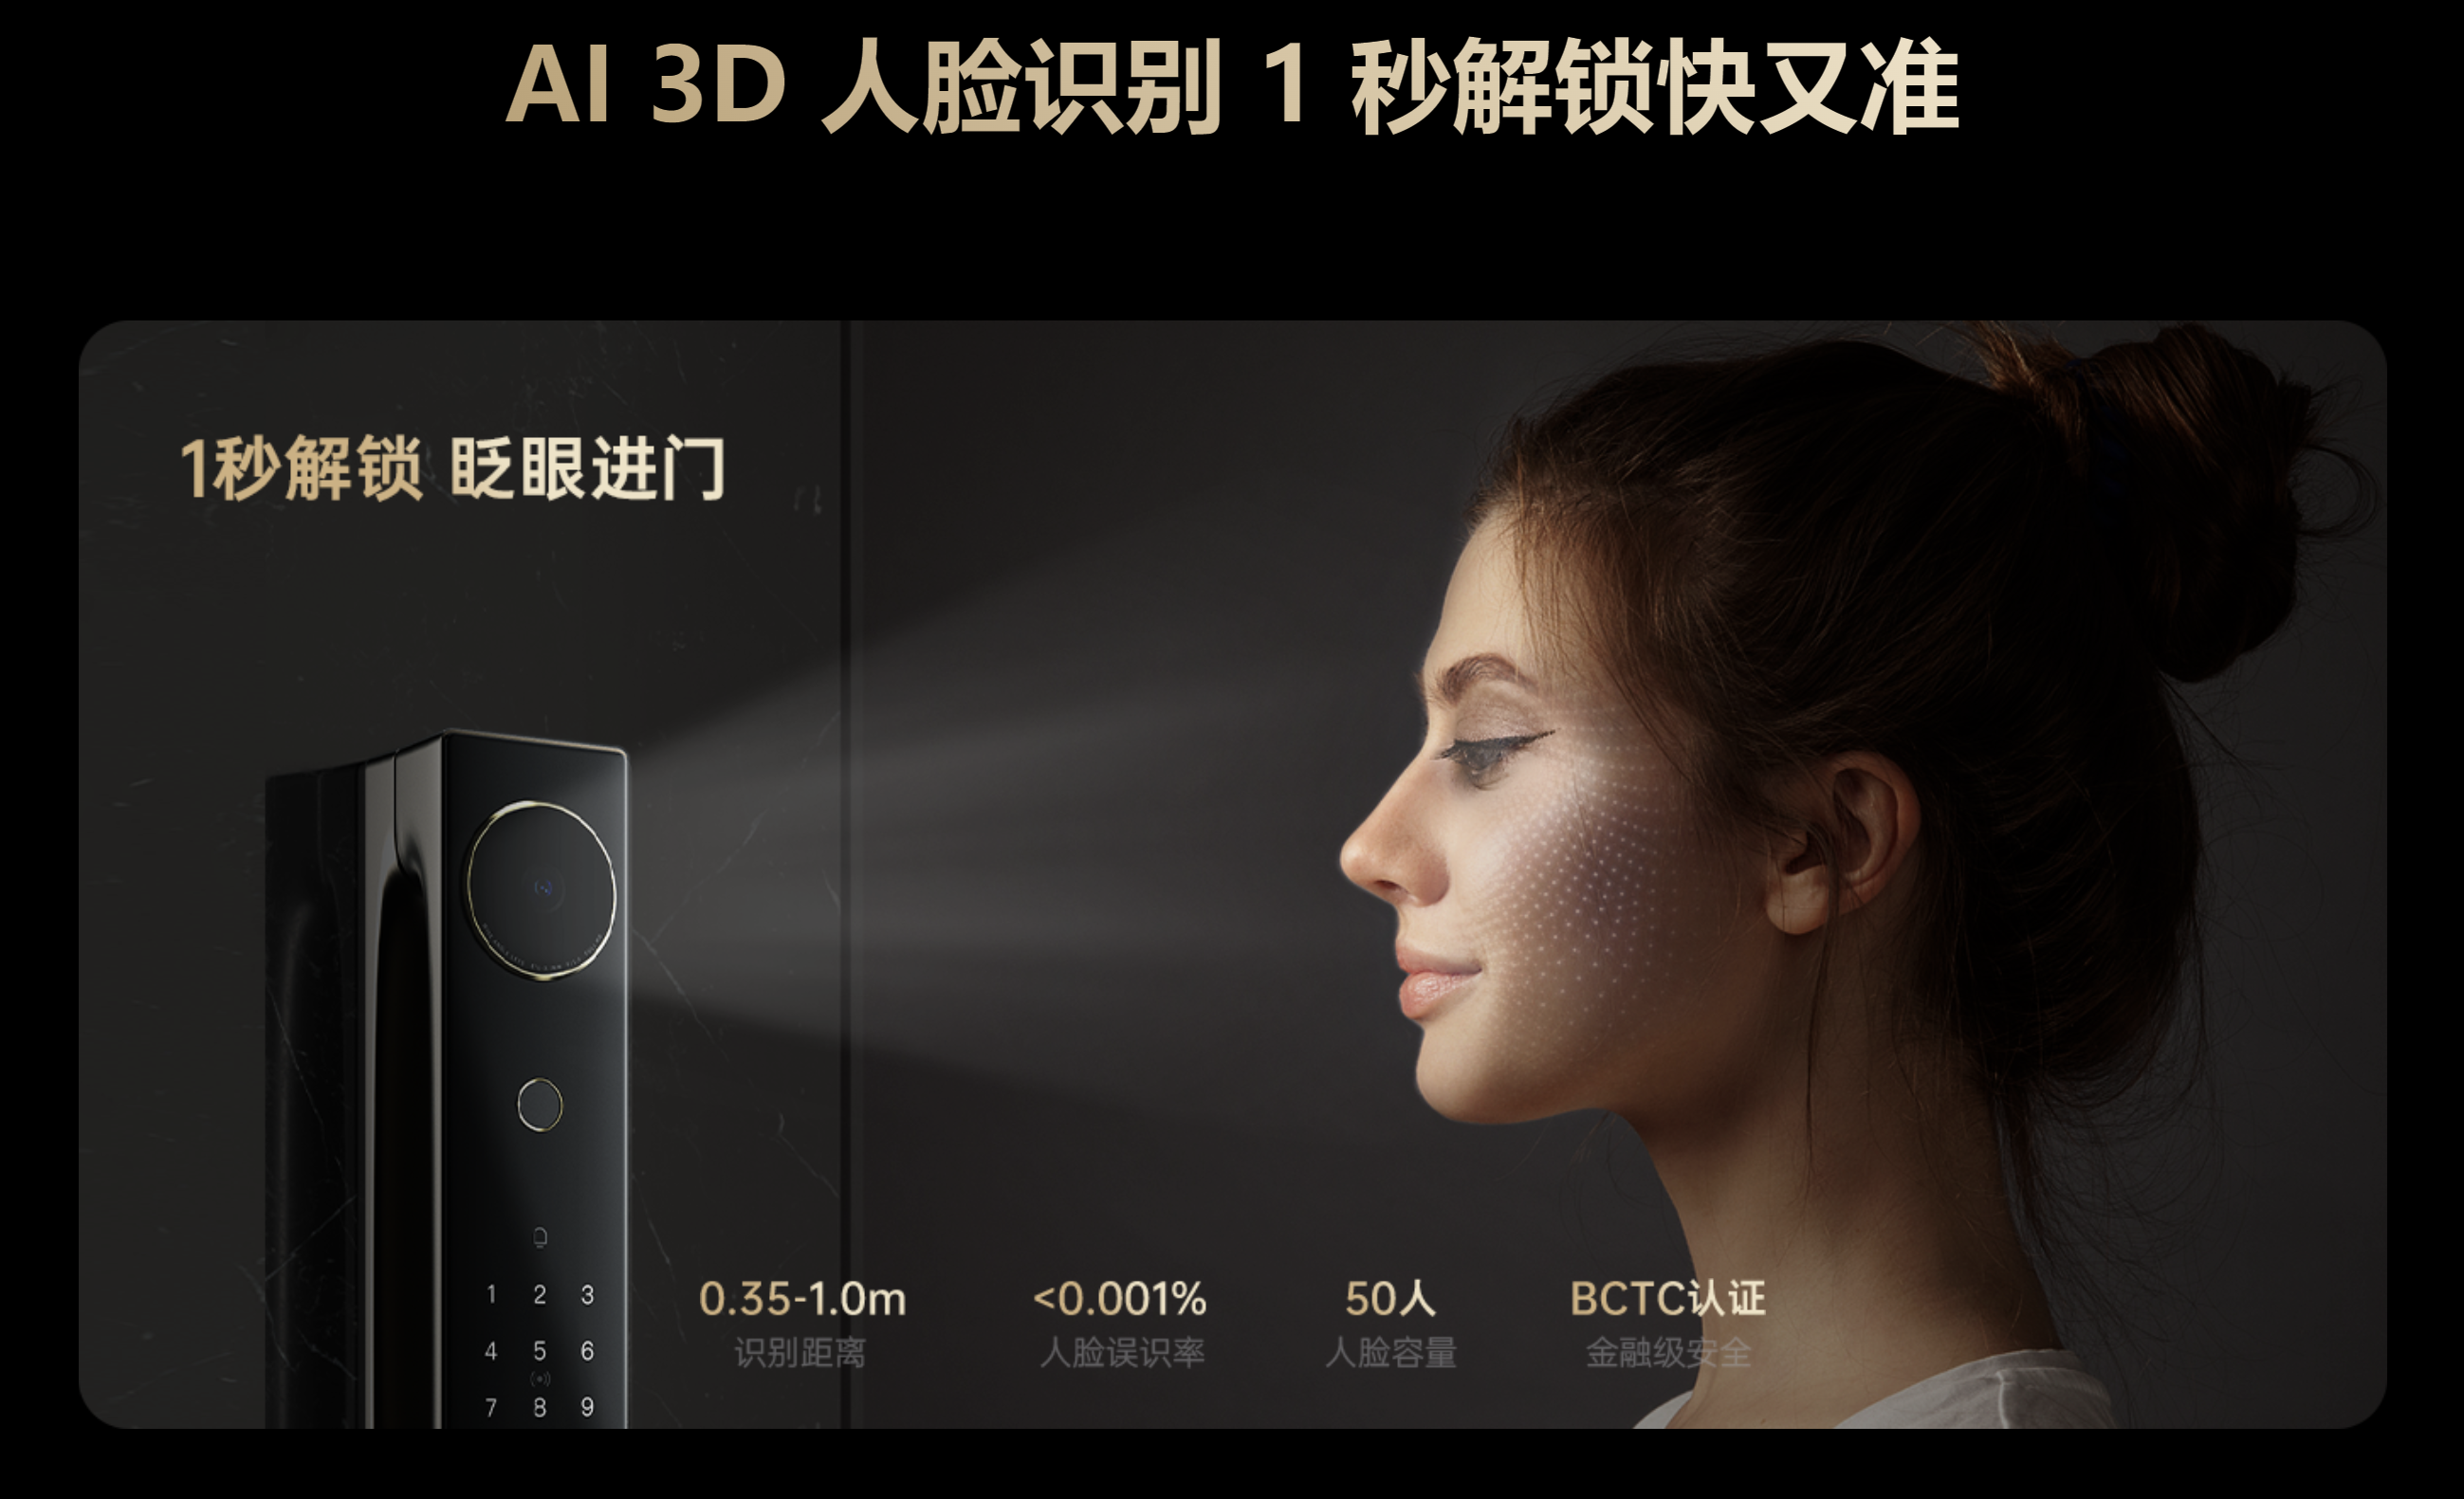 AI 3D 人脸识别 1 秒解锁快又准
1秒解锁 眨眼进门
1 2 3
4 5 6
7 8 9
0.35-1.0m <0.001% 50人 BCTC认证
识别距离 人脸误识率 人脸容量 金融级安全